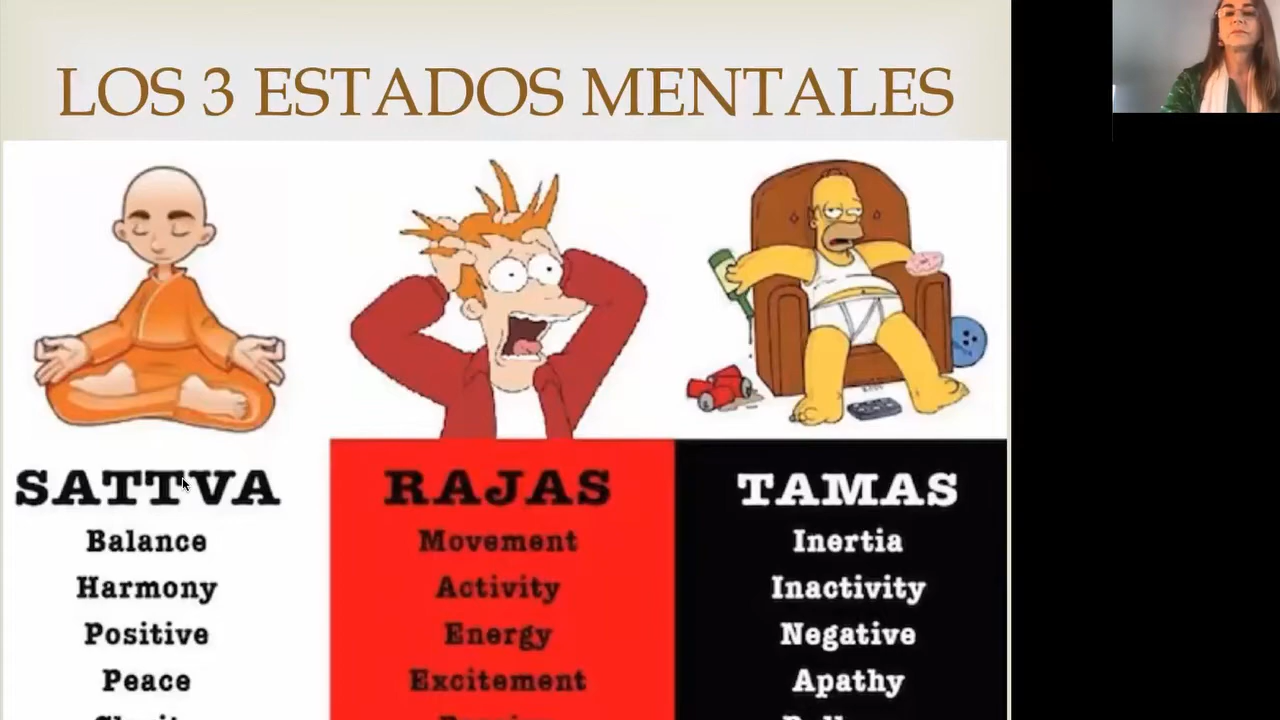 LOS 3 ESTADOS MENTALES
SATTVA
Balance
Harmony
Positive
Peace
RAJAS
Movement
Activity
Energy
Excitement
TAMAS
Inertia
Inactivity
Negative
Apathy